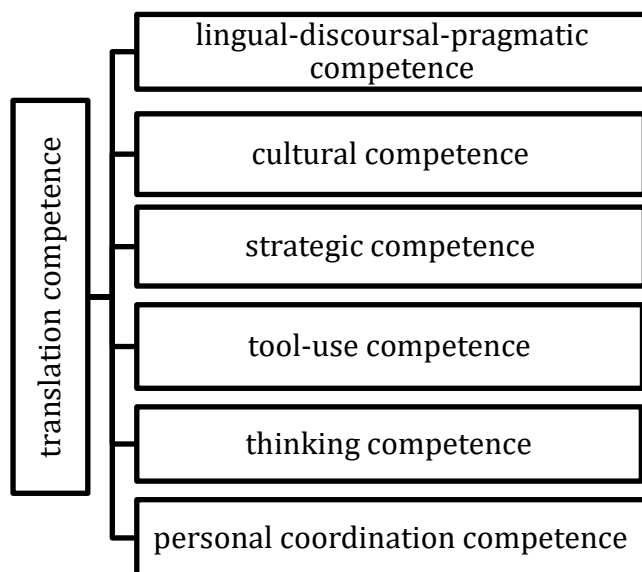 translation competence
lingual-discoursal-pragmatic
competence
cultural competence
strategic competence
tool-use competence
thinking competence
personal coordination competence